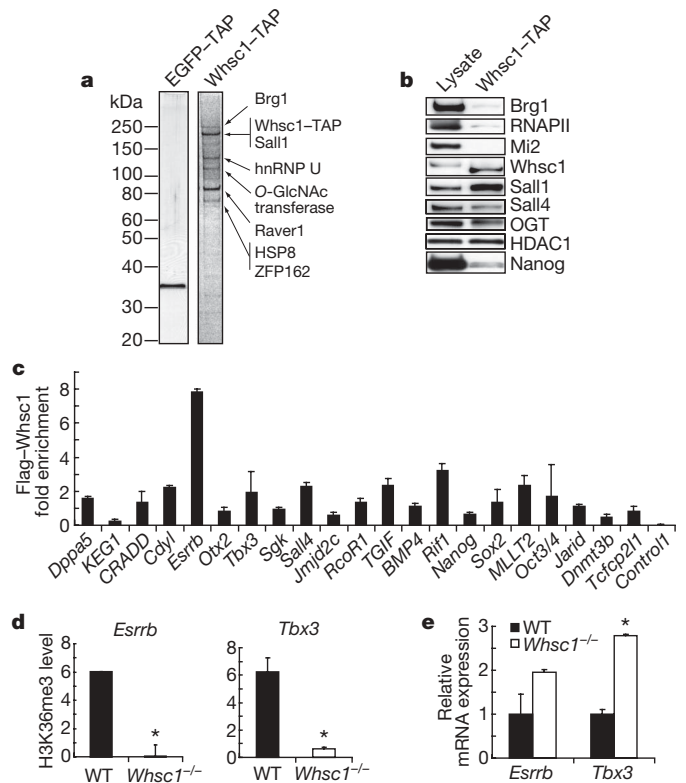 a
EGFP–TAP
Whsc1–TAP
kDa
250
150
100
80
60
50
40
30
20
Brg1
Whsc1–TAP
Sall1
hnRNP U
O-GlcNAc
transferase
Raver1
HSP8
ZFP162
b
Lysate
Whsc1–TAP
Brg1
RNAPII
Mi2
Whsc1
Sall1
Sall4
OGT
HDAC1
Nanog
c
Flag–Whsc1
fold enrichment
8
6
4
2
0
Dppa5
KEG1
CRADD
Cdyl
Esrrb
Otx2
Tbx3
Sgk
Sall4
Jmjd2c
RcoR1
TGIF
BMP4
Rif1
Nanog
Sox2
MLLT2
Oct3/4
Jarid
Dnmt3b
Tcfcp2l1
Control1
d
H3K36me3 level
Esrrb
8
6
4
2
0
*
WT
Whsc1–/–
Tbx3
8
6
4
2
0
*
WT
Whsc1–/–
e
Relative
mRNA expression
3
2
1
0
WT
Whsc1–/–
*
Esrrb
Tbx3